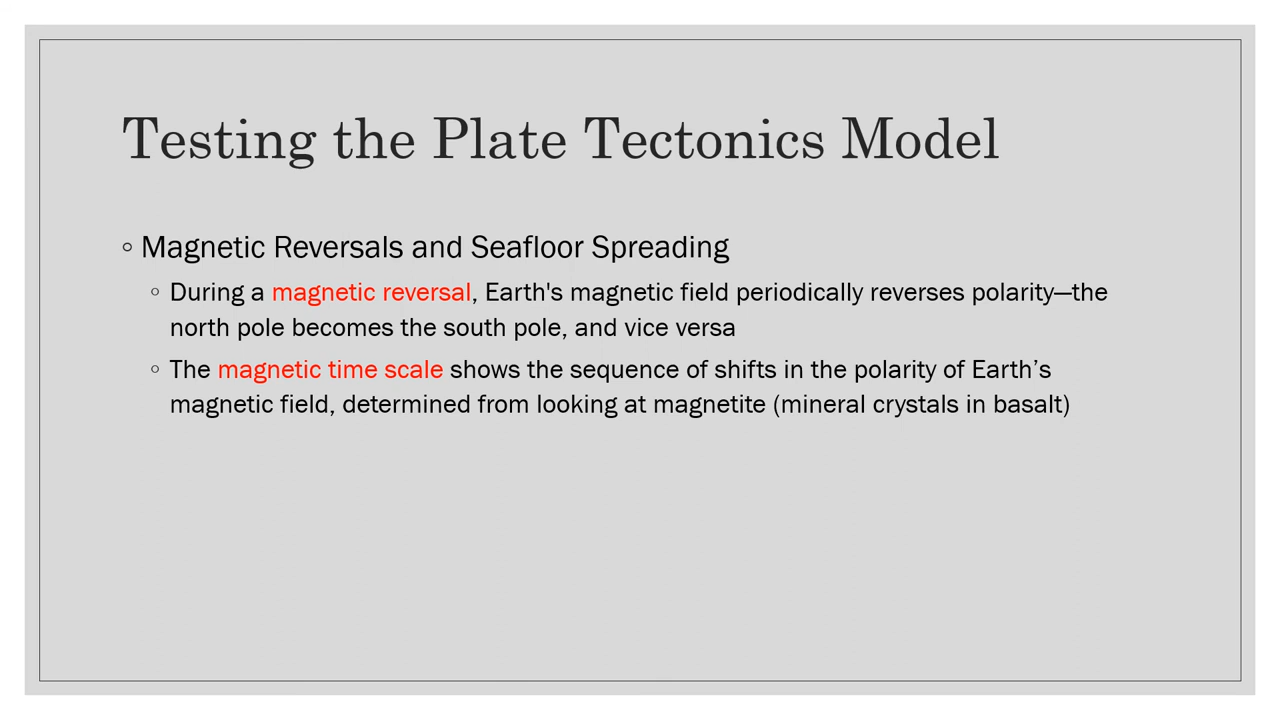 Testing the Plate Tectonics Model
◦ Magnetic Reversals and Seafloor Spreading
◦ During a magnetic reversal, Earth's magnetic field periodically reverses polarity—the
north pole becomes the south pole, and vice versa
◦ The magnetic time scale shows the sequence of shifts in the polarity of Earth’s
magnetic field, determined from looking at magnetite (mineral crystals in basalt)